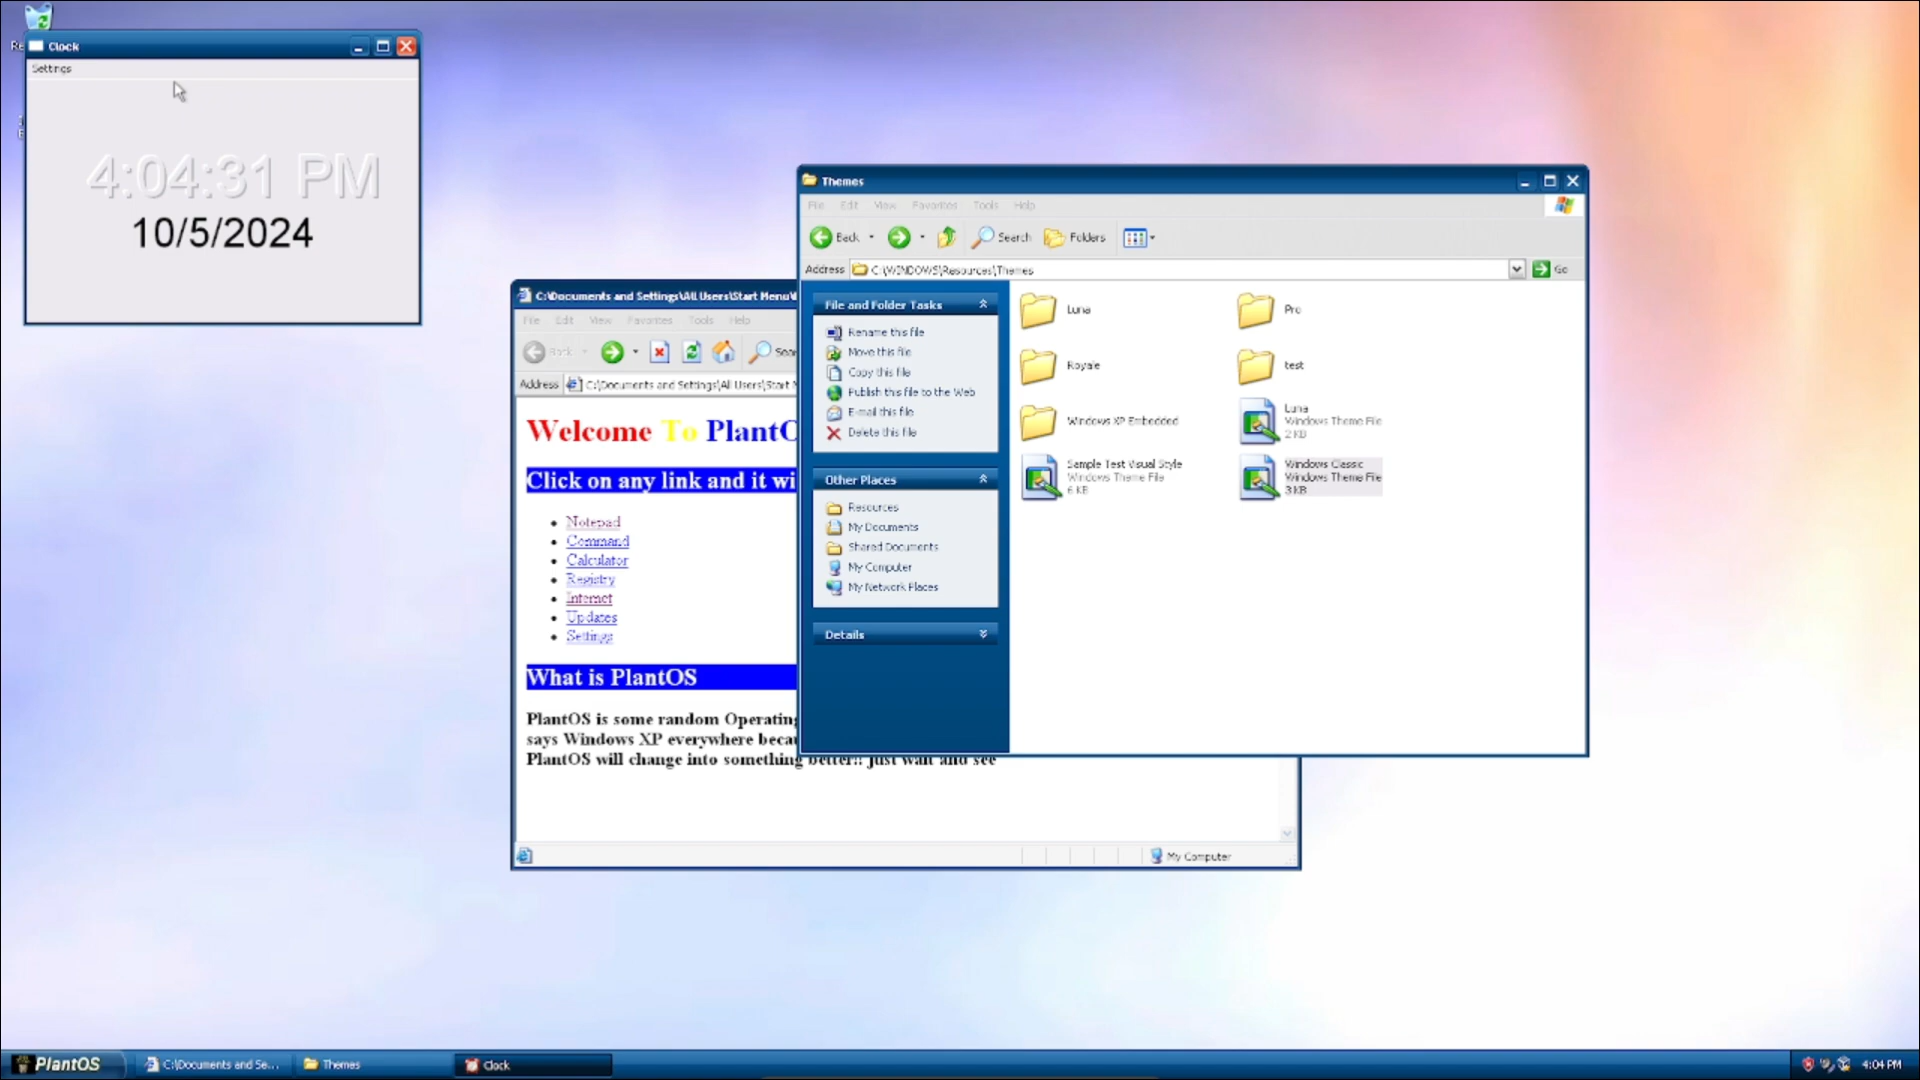 Clock
Settings
4:04:31 PM
10/5/2024
Themes
File Edit View Favorites Tools Help
Back Search Folders
Address C:\WINDOWS\Resources\Themes Go
File and Folder Tasks
Rename this file
Move this file
Copy this file
Publish this file to the Web
E-mail this file
Delete this file
Other Places
Resources
My Documents
Shared Documents
My Computer
My Network Places
Details
Luna
Pro
Royale
test
Windows XP Embedded
Luna
Windows Theme File
2 KB
Sample Test Visual Style
Windows Theme File
6 KB
Windows Classic
Windows Theme File
3 KB
C:\Documents and Settings\All Users\Start Menu\
File Edit View Favorites Tools Help
Back
Address C:\Documents and Settings\All Users\Start
Welcome To PlantO
Click on any link and it wi
Notepad
Command
Calculator
Registry
Internet
Updates
Settings
What is PlantOS
PlantOS is some random Operating
says Windows XP everywhere becau
PlantOS will change into something better!! just wait and see
My Computer
PlantOS
C:\Documents and Se...
Themes
Clock
4:04 PM